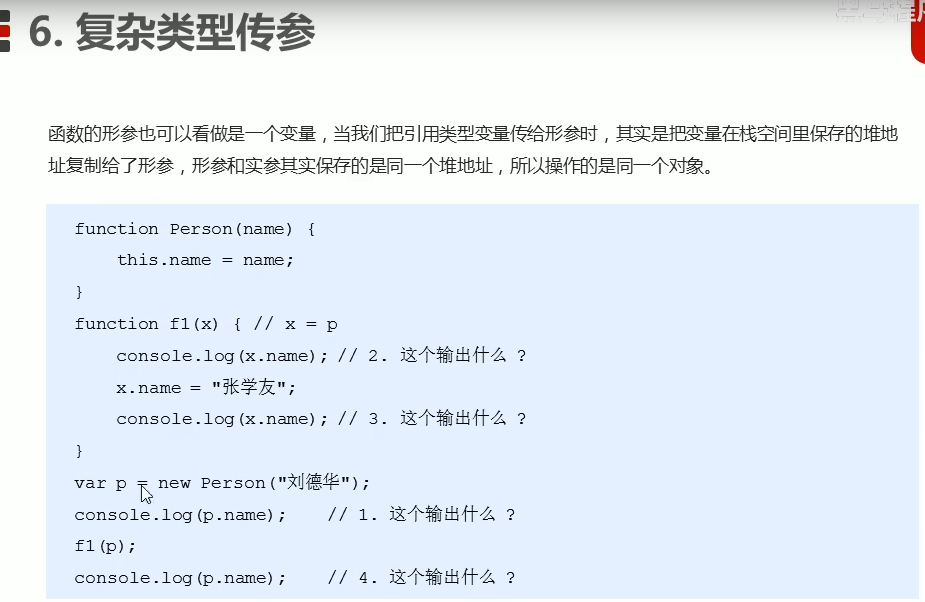 6. 复杂类型传参
函数的形参也可以看做是一个变量，当我们把引用类型变量传给形参时，其实是把变量在栈空间里保存的堆地
址复制给了形参，形参和实参其实保存的是同一个堆地址，所以操作的是同一个对象。
function Person(name) {
    this.name = name;
}
function f1(x) { // x = p
    console.log(x.name); // 2. 这个输出什么 ?
    x.name = "张学友";
    console.log(x.name); // 3. 这个输出什么 ?
}
var p = new Person("刘德华");
console.log(p.name);    // 1. 这个输出什么 ?
f1(p);
console.log(p.name);    // 4. 这个输出什么 ?